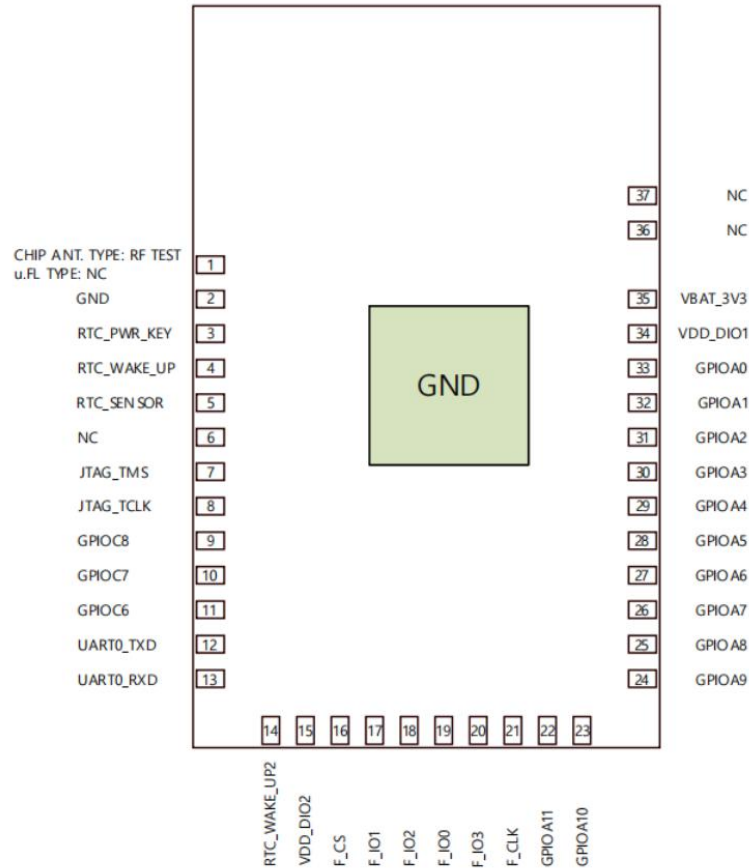 37 NC
36 NC
CHIP ANT. TYPE: RF TEST
u.FL TYPE: NC
1
GND 2
35 VBAT_3V3
RTC_PWR_KEY 3
34 VDD_DIO1
RTC_WAKE_UP 4
33 GPIOA0
GND
RTC_SENSOR 5
32 GPIOA1
NC 6
31 GPIOA2
JTAG_TMS 7
30 GPIOA3
JTAG_TCLK 8
29 GPIOA4
GPIOC8 9
28 GPIOA5
GPIOC7 10
27 GPIOA6
GPIOC6 11
26 GPIOA7
UART0_TXD 12
25 GPIOA8
UART0_RXD 13
24 GPIOA9
14 15 16 17 18 19 20 21 22 23
RTC_WAKE_UP2
VDD_DIO2
F_CS
F_IO1
F_IO2
F_IO0
F_IO3
F_CLK
GPIOA11
GPIOA10